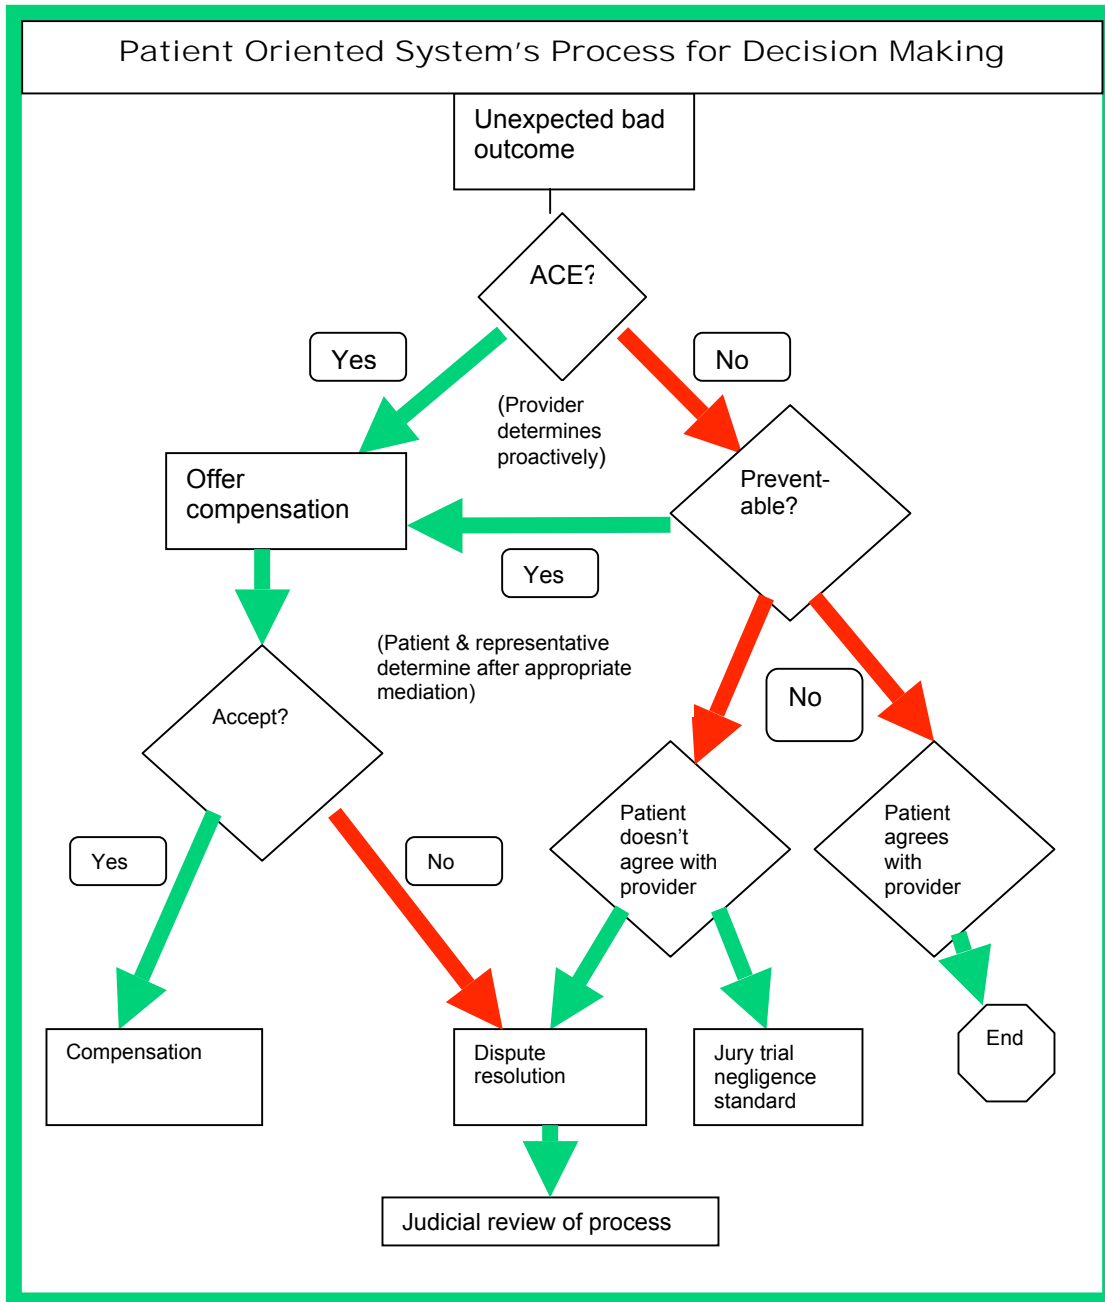 Patient Oriented System's Process for Decision Making
Unexpected bad
outcome
ACE?
Yes
No
(Provider
determines
proactively)
Offer
compensation
Prevent-
able?
Yes
(Patient & representative
determine after appropriate
mediation)
No
Accept?
Patient
doesn't
agree with
provider
Patient
agrees
with
provider
Yes
No
Compensation
Dispute
resolution
Jury trial
negligence
standard
End
Judicial review of process